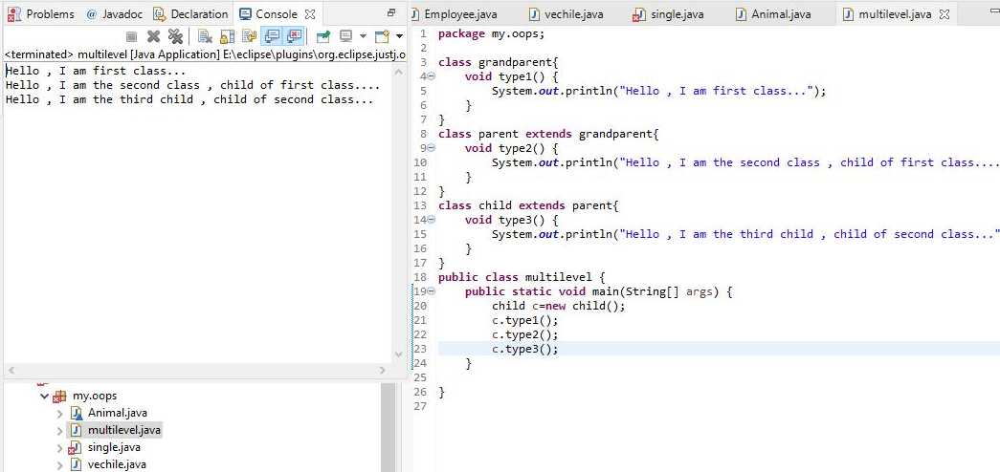 Problems @ Javadoc Declaration Console
<terminated> multilevel [Java Application] E:\eclipse\plugins\org.eclipse.justj.o
Hello , I am first class...
Hello , I am the second class , child of first class....
Hello , I am the third child , child of second class...
my.oops
Animal.java
multilevel.java
single.java
vechile.java
Employee.java vechile.java single.java Animal.java multilevel.java
1 package my.oops;
2
3 class grandparent{
4 void type1() {
5 System.out.println("Hello , I am first class...");
6 }
7 }
8 class parent extends grandparent{
9 void type2() {
10 System.out.println("Hello , I am the second class , child of first class....
11 }
12 }
13 class child extends parent{
14 void type3() {
15 System.out.println("Hello , I am the third child , child of second class..."
16 }
17 }
18 public class multilevel {
19 public static void main(String[] args) {
20 child c=new child();
21 c.type1();
22 c.type2();
23 c.type3();
24 }
25
26 }
27